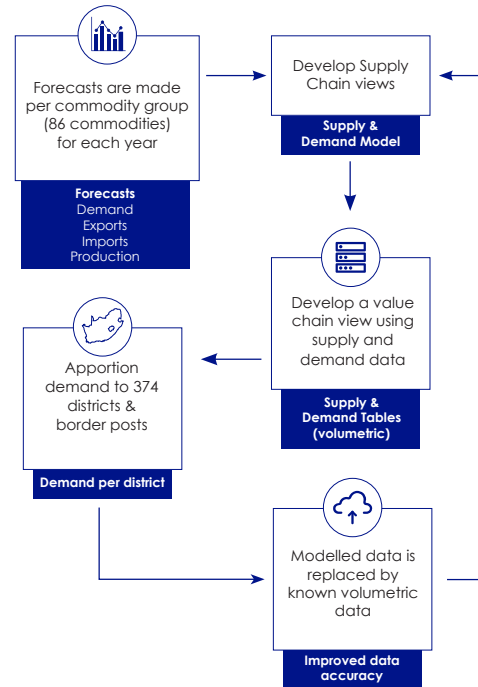 Forecasts are made
per commodity group
(86 commodities)
for each year
Forecasts
Demand
Exports
Imports
Production
Develop Supply
Chain views
Supply &
Demand Model
Develop a value
chain view using
supply and
demand data
Supply &
Demand Tables
(volumetric)
Apportion
demand to 374
districts &
border posts
Demand per district
Modelled data is
replaced by
known volumetric
data
Improved data
accuracy